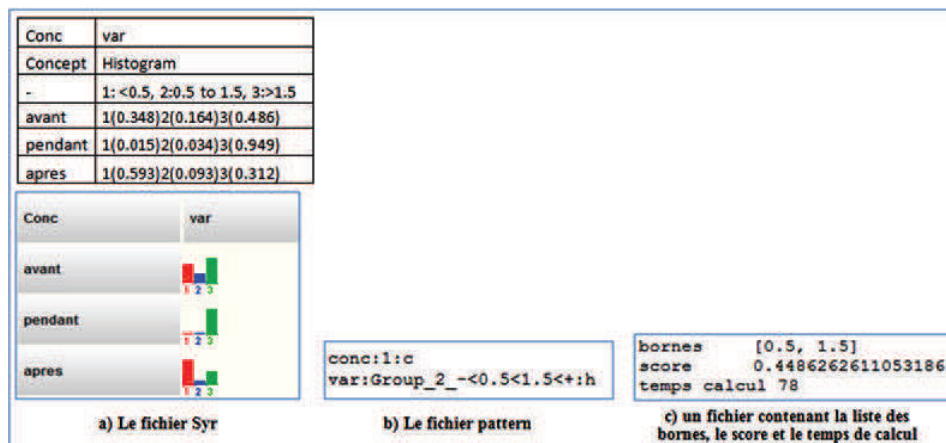 Conc var
Concept Histogram
- 1: <0.5, 2:0.5 to 1.5, 3:>1.5
avant 1(0.348)2(0.164)3(0.486)
pendant 1(0.015)2(0.034)3(0.949)
apres 1(0.593)2(0.093)3(0.312)
Conc var
avant
1 2 3
pendant
1 2 3
apres
1 2 3
a) Le fichier Syr
conc:1:c
var:Group_2_-<0.5<1.5<+:h
b) Le fichier pattern
bornes [0.5, 1.5]
score 0.4486262611053186
temps calcul 78
c) un fichier contenant la liste des
bornes, le score et le temps de calcul